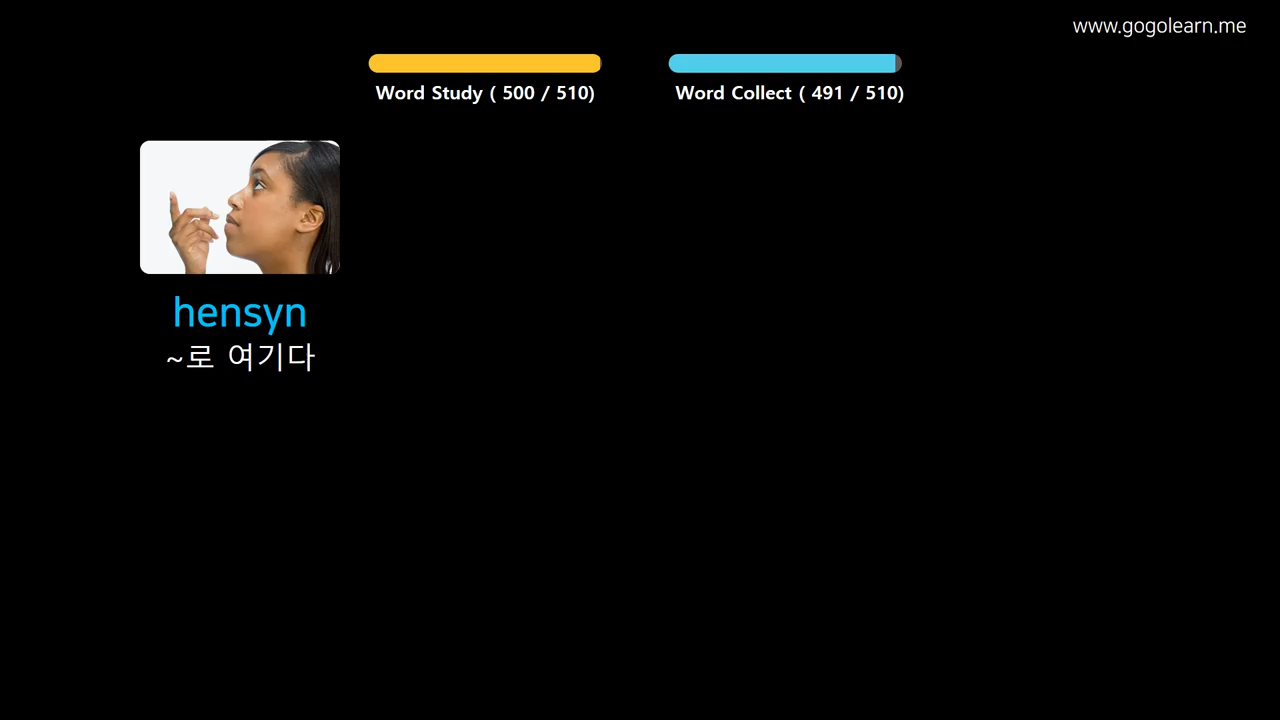 www.gogolearn.me
Word Study ( 500 / 510)
Word Collect ( 491 / 510)
hensyn
~로 여기다